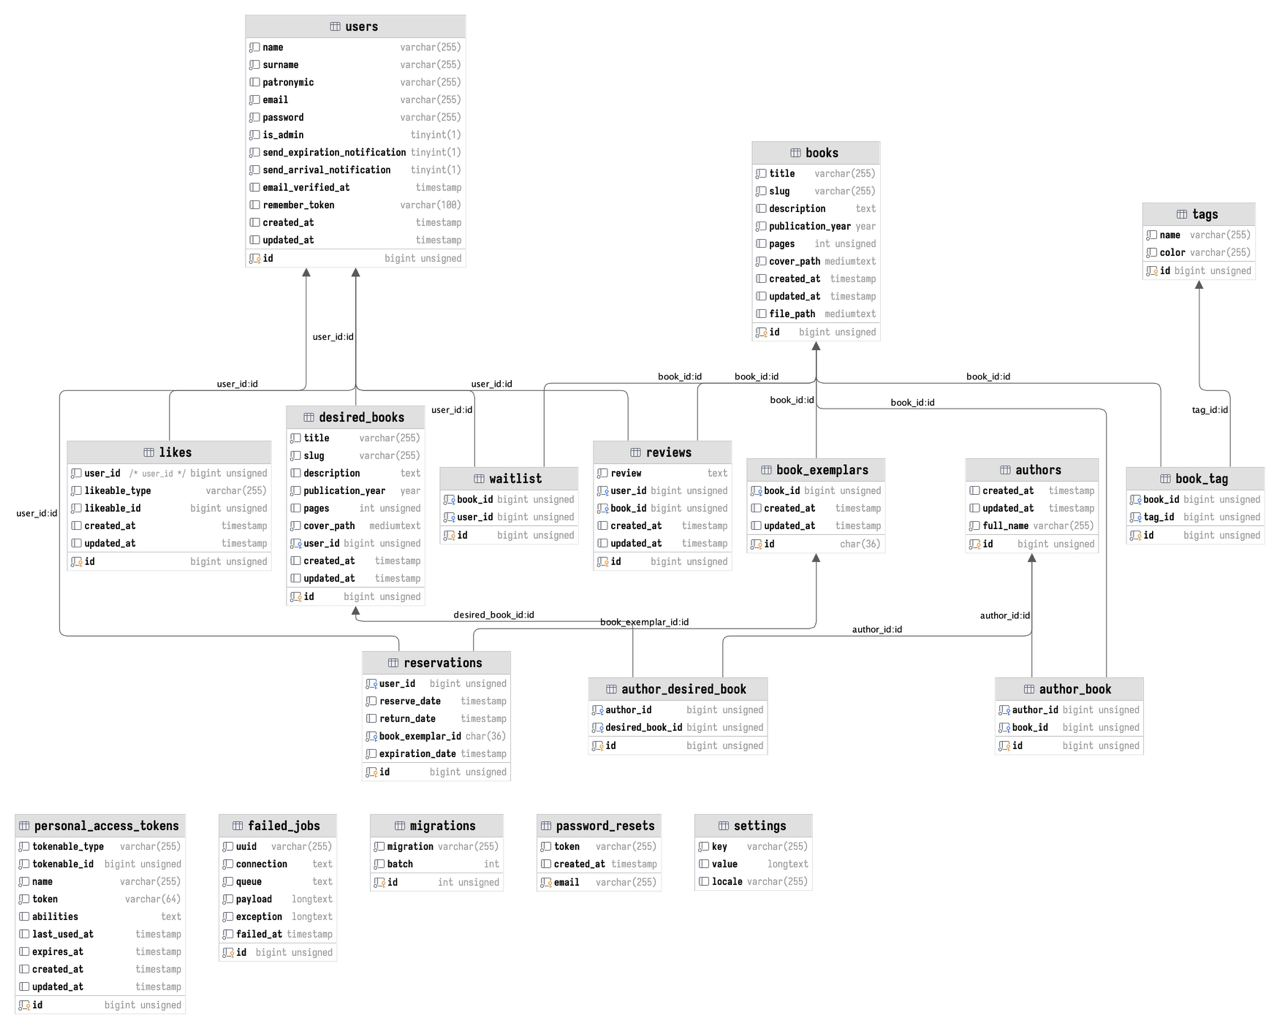 users
name varchar(255)
surname varchar(255)
patronymic varchar(255)
email varchar(255)
password varchar(255)
is_admin tinyint(1)
send_expiration_notification tinyint(1)
send_arrival_notification tinyint(1)
email_verified_at timestamp
remember_token varchar(100)
created_at timestamp
updated_at timestamp
id bigint unsigned
books
title varchar(255)
slug varchar(255)
description text
publication_year year
pages int unsigned
cover_path mediumtext
created_at timestamp
updated_at timestamp
file_path mediumtext
id bigint unsigned
tags
name varchar(255)
color varchar(255)
id bigint unsigned
user_id:id
user_id:id
user_id:id
user_id:id
user_id:id
book_id:id
book_id:id
book_id:id
book_id:id
book_id:id
tag_id:id
likes
user_id /* user_id */ bigint unsigned
likeable_type varchar(255)
likeable_id bigint unsigned
created_at timestamp
updated_at timestamp
id bigint unsigned
desired_books
title varchar(255)
slug varchar(255)
description text
publication_year year
pages int unsigned
cover_path mediumtext
user_id bigint unsigned
created_at timestamp
updated_at timestamp
id bigint unsigned
waitlist
book_id bigint unsigned
user_id bigint unsigned
id bigint unsigned
reviews
review text
user_id bigint unsigned
book_id bigint unsigned
created_at timestamp
updated_at timestamp
id bigint unsigned
book_exemplars
book_id bigint unsigned
created_at timestamp
updated_at timestamp
id char(36)
authors
created_at timestamp
updated_at timestamp
full_name varchar(255)
id bigint unsigned
book_tag
book_id bigint unsigned
tag_id bigint unsigned
id bigint unsigned
desired_book_id:id
book_exemplar_id:id
author_id:id
author_id:id
reservations
user_id bigint unsigned
reserve_date timestamp
return_date timestamp
book_exemplar_id char(36)
expiration_date timestamp
id bigint unsigned
author_desired_book
author_id bigint unsigned
desired_book_id bigint unsigned
id bigint unsigned
author_book
author_id bigint unsigned
book_id bigint unsigned
id bigint unsigned
personal_access_tokens
tokenable_type varchar(255)
tokenable_id bigint unsigned
name varchar(255)
token varchar(64)
abilities text
last_used_at timestamp
expires_at timestamp
created_at timestamp
updated_at timestamp
id bigint unsigned
failed_jobs
uuid varchar(255)
connection text
queue text
payload longtext
exception longtext
failed_at timestamp
id bigint unsigned
migrations
migration varchar(255)
batch int
id int unsigned
password_resets
token varchar(255)
created_at timestamp
email varchar(255)
settings
key varchar(255)
value longtext
locale varchar(255)